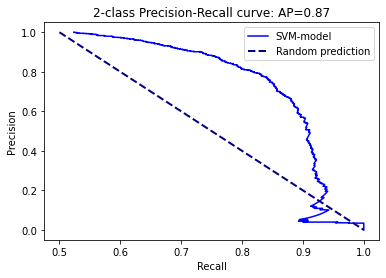 2-class Precision-Recall curve: AP=0.87
SVM-model
Random prediction
1.0
0.8
0.6
0.4
0.2
0.0
Precision
0.5
0.6
0.7
0.8
0.9
1.0
Recall